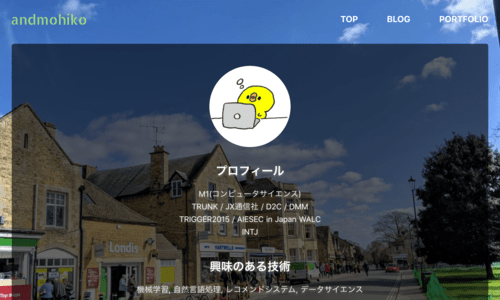 andmohiko
TOP BLOG PORTFOLIO
プロフィール
M1(コンピュータサイエンス)
TRUNK / JX通信社 / D2C / DMM
TRIGGER2015 / AIESEC in Japan WALC
INTJ
Londis
興味のある技術
機械学習, 自然言語処理, レコメンドシステム, データサイエンス